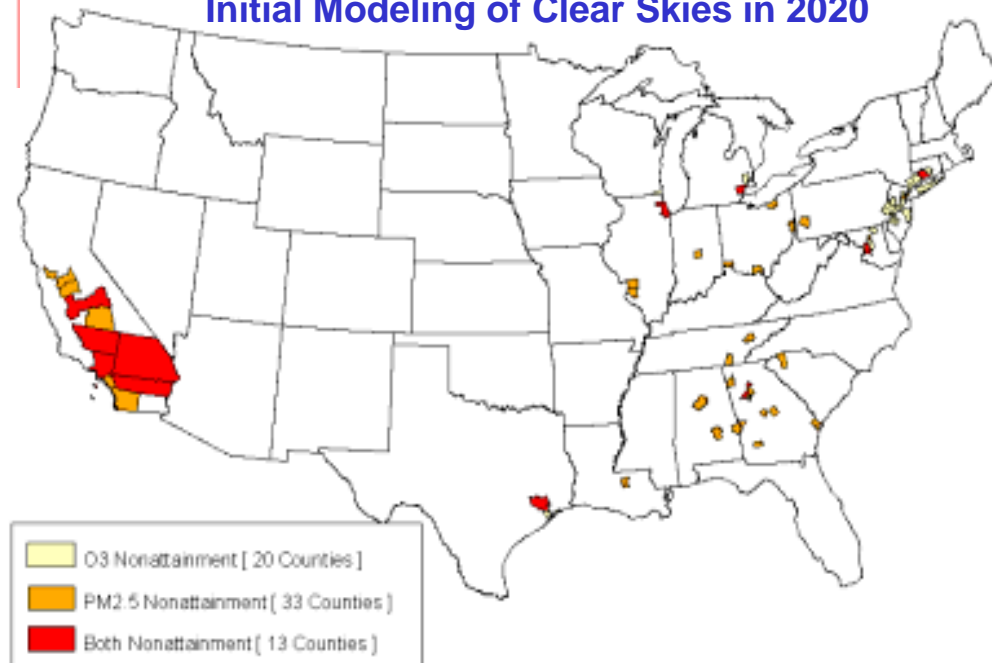 Initial Modeling of Clear Skies in 2020
O3 Nonattainment [ 20 Counties ]
PM2.5 Nonattainment [ 33 Counties ]
Both Nonattainment [ 13 Counties ]